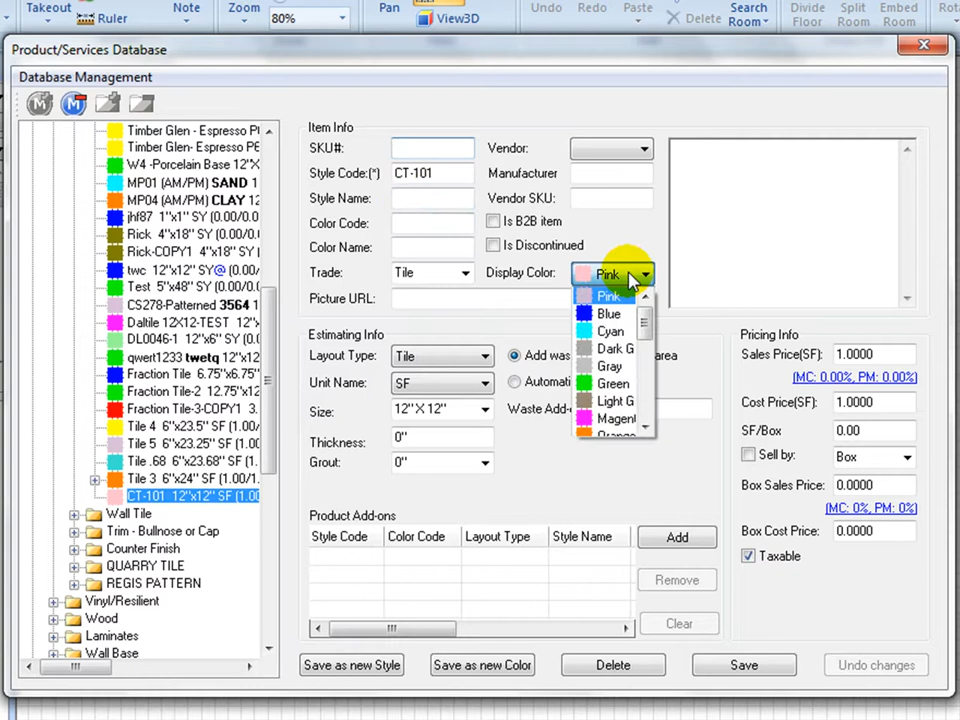 Takeout
Ruler
Note
Zoom
80%
Pan
View3D
Undo
Redo
Paste
Delete
Search
Room
Divide
Floor
Split
Room
Embed
Room
Product/Services Database
Database Management
Timber Glen - Espresso P
Timber Glen- Espresso P
W4 -Porcelain Base 12"X
MP01 (AM/PM) SAND 1
MP04 (AM/PM) CLAY 12
jhf87 1"x1" SY (0.00/0.0
Rick 4"x18" SY (0.00/0.0
Rick-COPY1 4"x18" SY (
twc 12"x12" SY@ (0.00
Test 5"x48" SY (0.00/0.0
CS278-Patterned 3564 1
Daltile 12X12-TEST 12"
DL0046-1 12"x6" SF (0.
qwert1233 twetq 12"x1
Fraction Tile 6.75"x6.75"
Fraction Tile-2 12.75"x12
Fraction Tile-3-COPY1 3"
Tile 4 6"x23.5" SF (1.00
Tile 5 6"x23.25" SF (1.0
Tile .68 6"x23.68" SF (1
Tile 3 6"x24" SF (1.00/1
CT-101 12"x12" SF (1.00
Wall Tile
Trim - Bullnose or Cap
Counter Finish
QUARRY TILE
REGIS PATTERN
Vinyl/Resilient
Wood
Laminates
Wall Base
Item Info
SKU#:
Style Code:(*) CT-101
Style Name:
Color Code:
Color Name:
Trade: Tile
Picture URL:
Vendor:
Manufacturer
Vendor SKU:
Is B2B item
Is Discontinued
Display Color: Pink
Pink
Blue
Cyan
Dark G
Gray
Green
Light G
Magent
Orange
Estimating Info
Layout Type: Tile
Unit Name: SF
Size: 12" X 12"
Thickness: 0"
Grout: 0"
Add was
area
Automati
Waste Add-
Product Add-ons
Style Code Color Code Layout Type Style Name
Add
Remove
Clear
Pricing Info
Sales Price(SF): 1.0000
(MC: 0.00%, PM: 0.00%)
Cost Price(SF): 1.0000
SF/Box 0.00
Sell by: Box
Box Sales Price: 0.0000
(MC: 0%, PM: 0%)
Box Cost Price: 0.0000
Taxable
Save as new Style
Save as new Color
Delete
Save
Undo changes